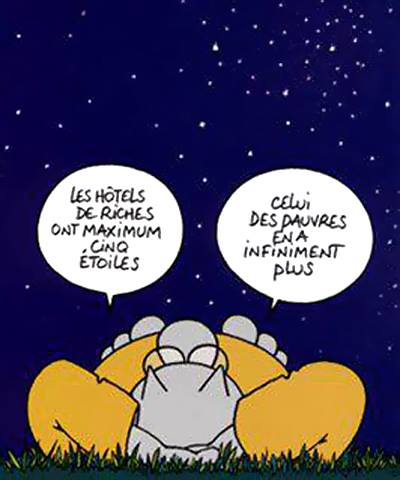 LES HÔTELS
DE RICHES
ONT MAXIMUM
CINQ
ÉTOILES
CELUI
DES PAUVRES
EN A
INFINIMENT
PLUS